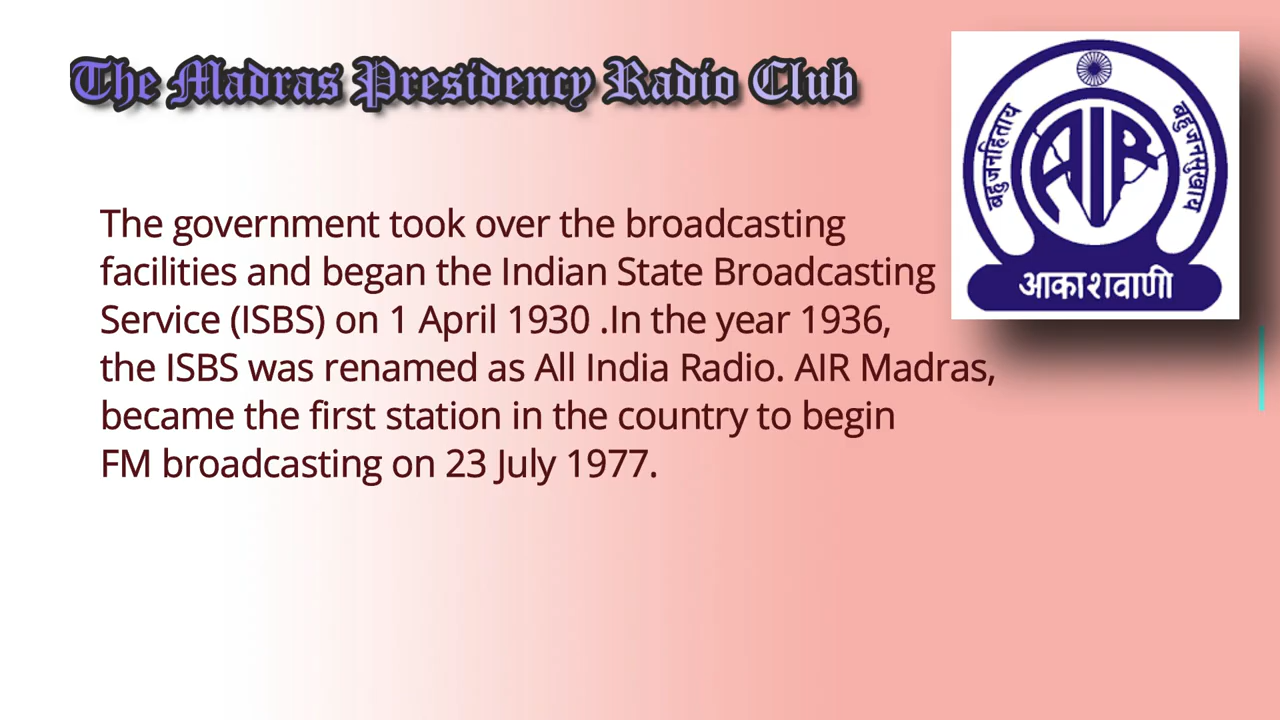 The Madras Presidency Radio Club
बहुजनहिताय
बहुजनसुखाय
AIR
आकाशवाणी
The government took over the broadcasting
facilities and began the Indian State Broadcasting
Service (ISBS) on 1 April 1930 .In the year 1936,
the ISBS was renamed as All India Radio. AIR Madras,
became the first station in the country to begin
FM broadcasting on 23 July 1977.